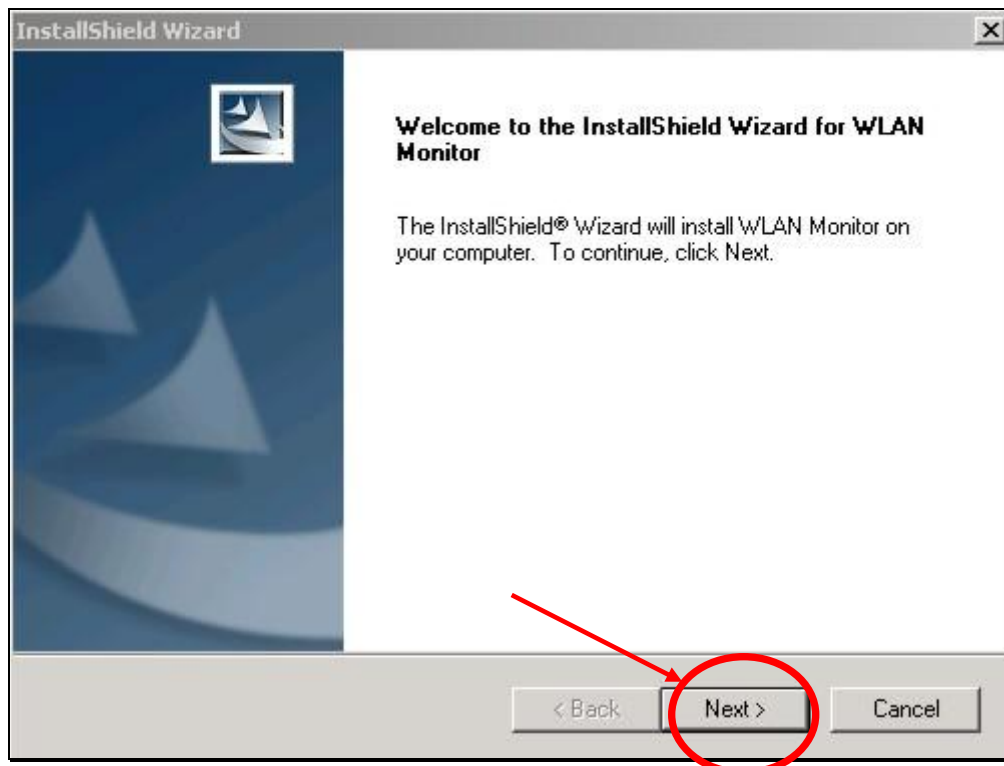 InstallShield Wizard
Welcome to the InstallShield Wizard for WLAN
Monitor
The InstallShield® Wizard will install WLAN Monitor on
your computer.  To continue, click Next.
< Back
Next >
Cancel